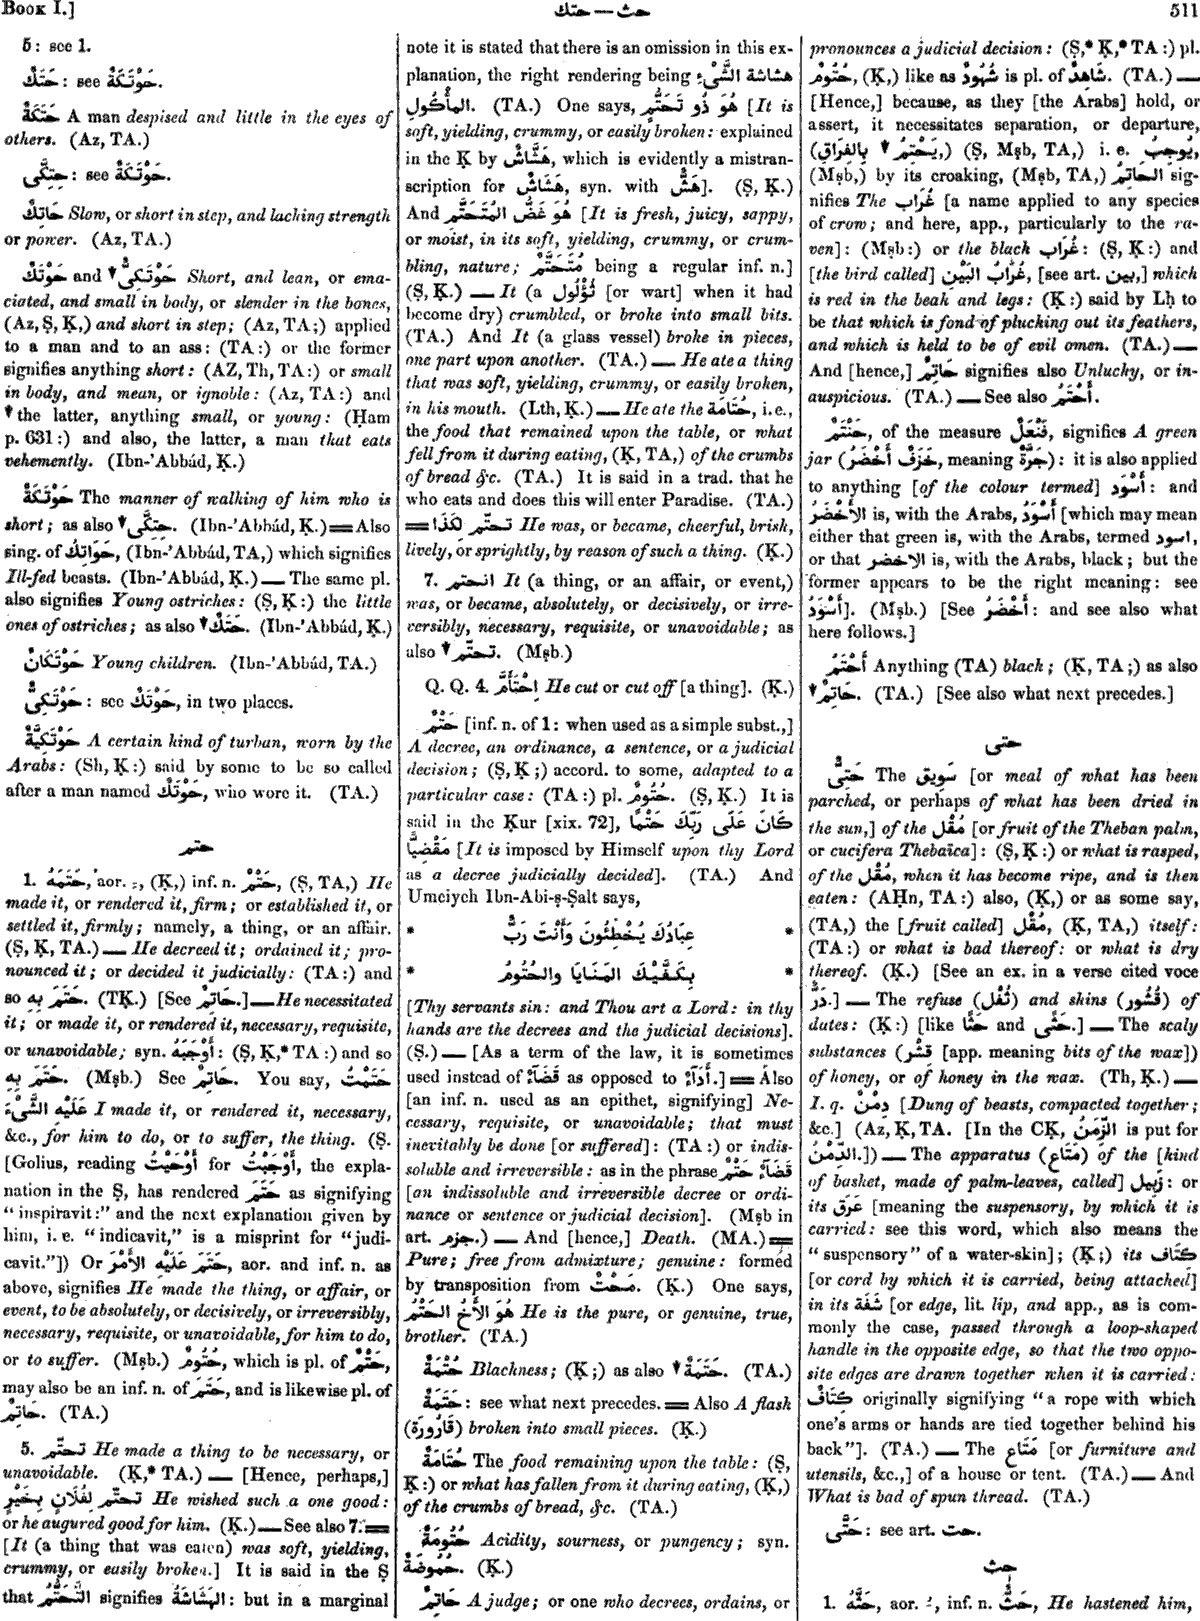 BOOK I.]
حث — حتك
511
5: see 1.
حَتَكٌ : see حَوْتَكَةٌ.
حَتَكَةٌ A man despised and little in the eyes of
others. (Az, TA.)
حِتِكَّى : see حَوْتَكَةٌ.
حَاتِكٌ Slow, or short in step, and lacking strength
or power. (Az, TA.)
حَوْتَكٌ and ▼ حَوْتَكِىٌّ Short, and lean, or ema-
ciated, and small in body, or slender in the bones,
(Az, Ṣ, Ḳ,) and short in step; (Az, TA;) applied
to a man and to an ass: (TA:) or the former
signifies anything short: (AZ, Th, TA:) or small
in body, and mean, or ignoble: (Az, TA:) and
▼ the latter, anything small, or young: (Ḥam
p. 631:) and also, the latter, a man that eats
vehemently. (Ibn-'Abbád, Ḳ.)
حَوْتَكَةٌ The manner of walking of him who is
short; as also ▼ حِتِكَّى. (Ibn-'Abbád, Ḳ.) ═ Also
sing. of حَوَاتِكُ, (Ibn-'Abbád, TA,) which signifies
Ill-fed beasts. (Ibn-'Abbád, Ḳ.) — The same pl.
also signifies Young ostriches: (Ṣ, Ḳ:) the little
ones of ostriches; as also ▼ حَتَكٌ. (Ibn-'Abbád, Ḳ.)
حَوْتَكَانٌ Young children. (Ibn-'Abbád, TA.)
حَوْتَكِىٌّ : see حَوْتَكٌ, in two places.
حَوْتَكِيَّةٌ A certain kind of turban, worn by the
Arabs: (Sh, Ḳ:) said by some to be so called
after a man named حَوْتَكٌ, who wore it. (TA.)
حتم
1. حَتَمَهُ, aor. ـِ, (Ḳ,) inf. n. حَتْمٌ, (Ṣ, TA,) He
made it, or rendered it, firm; or established it, or
settled it, firmly; namely, a thing, or an affair.
(Ṣ, Ḳ, TA.) — He decreed it; ordained it; pro-
nounced it; or decided it judicially: (TA:) and
so حَتَمَ بِهِ. (TḲ.) [See حَاتِمٌ.] — He necessitated
it; or made it, or rendered it, necessary, requisite,
or unavoidable; syn. أَوْجَبَهُ: (Ṣ, Ḳ,* TA:) and so
حَتَمَ بِهِ. (Mṣb.) See حَاتِمٌ. You say, حَتَمْتُ
عَلَيْهِ الشَّىْءَ I made it, or rendered it, necessary,
&c., for him to do, or to suffer, the thing. (Ṣ.
[Golius, reading أَوْحَيْتُ for أَوْجَبْتُ, the expla-
nation in the Ṣ, has rendered حَتَمَ as signifying
“inspiravit:” and the next explanation given by
him, i. e. “indicavit,” is a misprint for “judi-
cavit.”]) Or حَتَمَ عَلَيْهِ الأَمْرَ, aor. and inf. n. as
above, signifies He made the thing, or affair, or
event, to be absolutely, or decisively, or irreversibly,
necessary, requisite, or unavoidable, for him to do,
or to suffer. (Mṣb.) حُتُومٌ, which is pl. of حَتْمٌ,
may also be an inf. n. of حَتَمَ, and is likewise pl. of
حَاتِمٌ. (TA.)
5. تحتّم He made a thing to be necessary, or
unavoidable. (Ḳ,* TA.) — [Hence, perhaps,]
تحتّم لِفُلَانٍ بِخَيْرٍ He wished such a one good:
or he augured good for him. (Ḳ.) — See also 7. ═
[It (a thing that was eaten) was soft, yielding,
crummy, or easily broken.] It is said in the Ṣ
that التَّحَتُّمُ signifies الهَشَاشَةُ: but in a marginal
note it is stated that there is an omission in this ex-
planation, the right rendering being هشاشة الشَّىْءِ
المَأْكُولِ. (TA.) One says, هُوَ ذُو تَحَتُّمٍ [It is
soft, yielding, crummy, or easily broken: explained
in the Ḳ by هَشَّاشٌ, which is evidently a mistran-
scription for هَشَاشٌ, syn. with هَشٌّ]. (Ṣ, Ḳ.)
And هُوَ غَضُّ المُتَحَتَّمِ [It is fresh, juicy, sappy,
or moist, in its soft, yielding, crummy, or crum-
bling, nature; مُتَحَتَّمٌ being a regular inf. n.]
(Ṣ, Ḳ.) — It (a ثُؤْلُول [or wart] when it had
become dry) crumbled, or broke into small bits.
(TA.) And It (a glass vessel) broke in pieces,
one part upon another. (TA.) — He ate a thing
that was soft, yielding, crummy, or easily broken,
in his mouth. (Lth, Ḳ.) — He ate the حُتَامَة, i. e.,
the food that remained upon the table, or what
fell from it during eating, (Ḳ, TA,) of the crumbs
of bread &c. (TA.) It is said in a trad. that he
who eats and does this will enter Paradise. (TA.)
═ تحتّم لِكَذَا He was, or became, cheerful, brisk,
lively, or sprightly, by reason of such a thing. (Ḳ.)
7. انحتم It (a thing, or an affair, or event,)
was, or became, absolutely, or decisively, or irre-
versibly, necessary, requisite, or unavoidable; as
also ▼ تحتّم. (Mṣb.)
Q. Q. 4. اِحْتَأَمَّ He cut or cut off [a thing]. (Ḳ.)
حَتْمٌ [inf. n. of 1: when used as a simple subst.,]
A decree, an ordinance, a sentence, or a judicial
decision; (Ṣ, Ḳ;) accord. to some, adapted to a
particular case: (TA:) pl. حُتُومٌ. (Ṣ, Ḳ.) It is
said in the Ḳur [xix. 72], كَانَ عَلَى رَبِّكَ حَتْمًا
مَقْضِيًّا [It is imposed by Himself upon thy Lord
as a decree judicially decided]. (TA.) And
Umeiyeh Ibn-Abi-ṣ-Ṣalt says,
* عِبَادُكَ يُخْطِئُونَ وَأَنْتَ رَبٌّ *
* بِكَفَّيْكَ المَنَايَا والحُتُومُ *
[Thy servants sin: and Thou art a Lord: in thy
hands are the decrees and the judicial decisions].
(Ṣ.) — [As a term of the law, it is sometimes
used instead of قَضَآءٌ as opposed to أَدَآءٌ.] ═ Also
[an inf. n. used as an epithet, signifying] Ne-
cessary, requisite, or unavoidable; that must
inevitably be done [or suffered]: (TA:) or indis-
soluble and irreversible: as in the phrase قَضَآءٌ حَتْمٌ
[an indissoluble and irreversible decree or ordi-
nance or sentence or judicial decision]. (Mṣb in
art. جزم.) — And [hence,] Death. (MA.) ═
Pure; free from admixture; genuine: formed
by transposition from مَحْتٌ. (Ḳ.) One says,
هُوَ الأَخُ الحَتْمُ He is the pure, or genuine, true,
brother. (TA.)
حُتْمَةٌ Blackness; (Ḳ;) as also ▼ حَتَمَةٌ. (TA.)
حَتَمَةٌ : see what next precedes. ═ Also A flask
(قَارُورَة) broken into small pieces. (Ḳ.)
حُتَامَةٌ The food remaining upon the table: (Ṣ,
Ḳ:) or what has fallen from it during eating, (Ḳ,)
of the crumbs of bread, &c. (TA.)
حُتُومَةٌ Acidity, sourness, or pungency; syn.
حُمُوضَةٌ. (Ḳ.)
حَاتِمٌ A judge; or one who decrees, ordains, or
pronounces a judicial decision: (Ṣ,* Ḳ,* TA:) pl.
حُتُومٌ, (Ḳ,) like as شُهُودٌ is pl. of شَاهِدٌ. (TA.) —
[Hence,] because, as they [the Arabs] hold, or
assert, it necessitates separation, or departure,
(يَحْتِمُ ▼ بِالفِرَاقِ,) (Ṣ, Mṣb, TA,) i. e. يُوجِبُ,
(Mṣb,) by its croaking, (Mṣb, TA,) الحَاتِمُ sig-
nifies The غُرَاب [a name applied to any species
of crow; and here, app., particularly to the ra-
ven]: (Mṣb:) or the black غُرَاب: (Ṣ, Ḳ:) and
[the bird called] غُرَابُ البَيْنِ, [see art. بين,] which
is red in the beak and legs: (Ḳ:) said by Lḥ to
be that which is fond of plucking out its feathers,
and which is held to be of evil omen. (TA.) —
And [hence,] حَاتِمٌ signifies also Unlucky, or in-
auspicious. (TA.) — See also أَحْتَمُ.
حَنْتَمٌ, of the measure فَنْعَلٌ, signifies A green
jar (خَزَفٌ أَخْضَرُ, meaning جَرَّةٌ): it is also applied
to anything [of the colour termed] أَسْوَد: and
الأَخْضَرُ is, with the Arabs, أَسْوَدُ [which may mean
either that green is, with the Arabs, termed اسود,
or that الاخضر is, with the Arabs, black; but the
former appears to be the right meaning: see
أَسْوَدُ]. (Mṣb.) [See أَخْضَرُ: and see also what
here follows.]
أَحْتَمُ Anything (TA) black; (Ḳ, TA;) as also
▼ حَاتِمٌ. (TA.) [See also what next precedes.]
حتى
حَتِىٌّ The سَوِيق [or meal of what has been
parched, or perhaps of what has been dried in
the sun,] of the مُقْل [or fruit of the Theban palm,
or cucifera Thebaïca]: (Ṣ, Ḳ:) or what is rasped,
of the مُقْل, when it has become ripe, and is then
eaten: (AḤn, TA:) also, (Ḳ,) or as some say,
(TA,) the [fruit called] مُقْل, (Ḳ, TA,) itself:
(TA:) or what is bad thereof: or what is dry
thereof. (Ḳ.) [See an ex. in a verse cited voce
دَرٌّ.] — The refuse (ثُفْل) and skins (قُشُور) of
dates: (Ḳ:) [like حَثًا and حَثًى.] — The scaly
substances (قِشْر [app. meaning bits of the wax])
of honey, or of honey in the wax. (Th, Ḳ.) —
I. q. دِمْنٌ [Dung of beasts, compacted together;
&c.] (Az, Ḳ, TA. [In the CḲ, الزَّمَنُ is put for
الدِّمْنُ.]) — The apparatus (مَتَاع) of the [kind
of basket, made of palm-leaves, called] زَبِيل: or
its عَرَق [meaning the suspensory, by which it is
carried: see this word, which also means the
“suspensory” of a water-skin]; (Ḳ;) its كِتَاف
[or cord by which it is carried, being attached]
in its شَفَة [or edge, lit. lip, and app., as is com-
monly the case, passed through a loop-shaped
handle in the opposite edge, so that the two oppo-
site edges are drawn together when it is carried:
كِتَافٌ originally signifying “a rope with which
one's arms or hands are tied together behind his
back”]. (TA.) — The مَتَاع [or furniture and
utensils, &c.,] of a house or tent. (TA.) — And
What is bad of spun thread. (TA.)
حَتَّى : see art. حت.
حث
1. حَثَّهُ, aor. ـُ, inf. n. حَثٌّ, He hastened him,